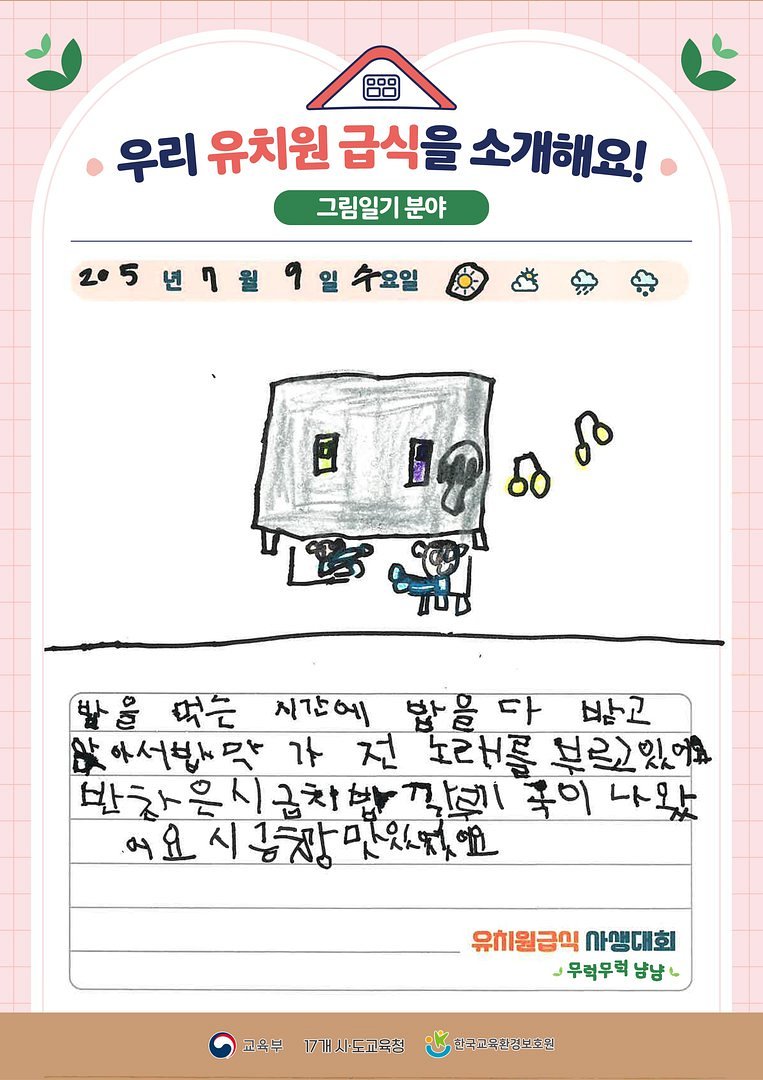 우리 유치원 급식을 소개해요!
그림일기 분야
205 년 7 월 9 일 수요일
밥을 먹는 시간에 밥을 다 받고
앉아서 밥 먹 가 전 노래를 부르고 있어요
반찬은 시금치 밥 깍뚜기 국이 나왔
어요 시금치랑 맛있었어요
유치원급식 사생대회
무럭무럭 냠냠
교육부 17개 시·도교육청 한국교육환경보호원